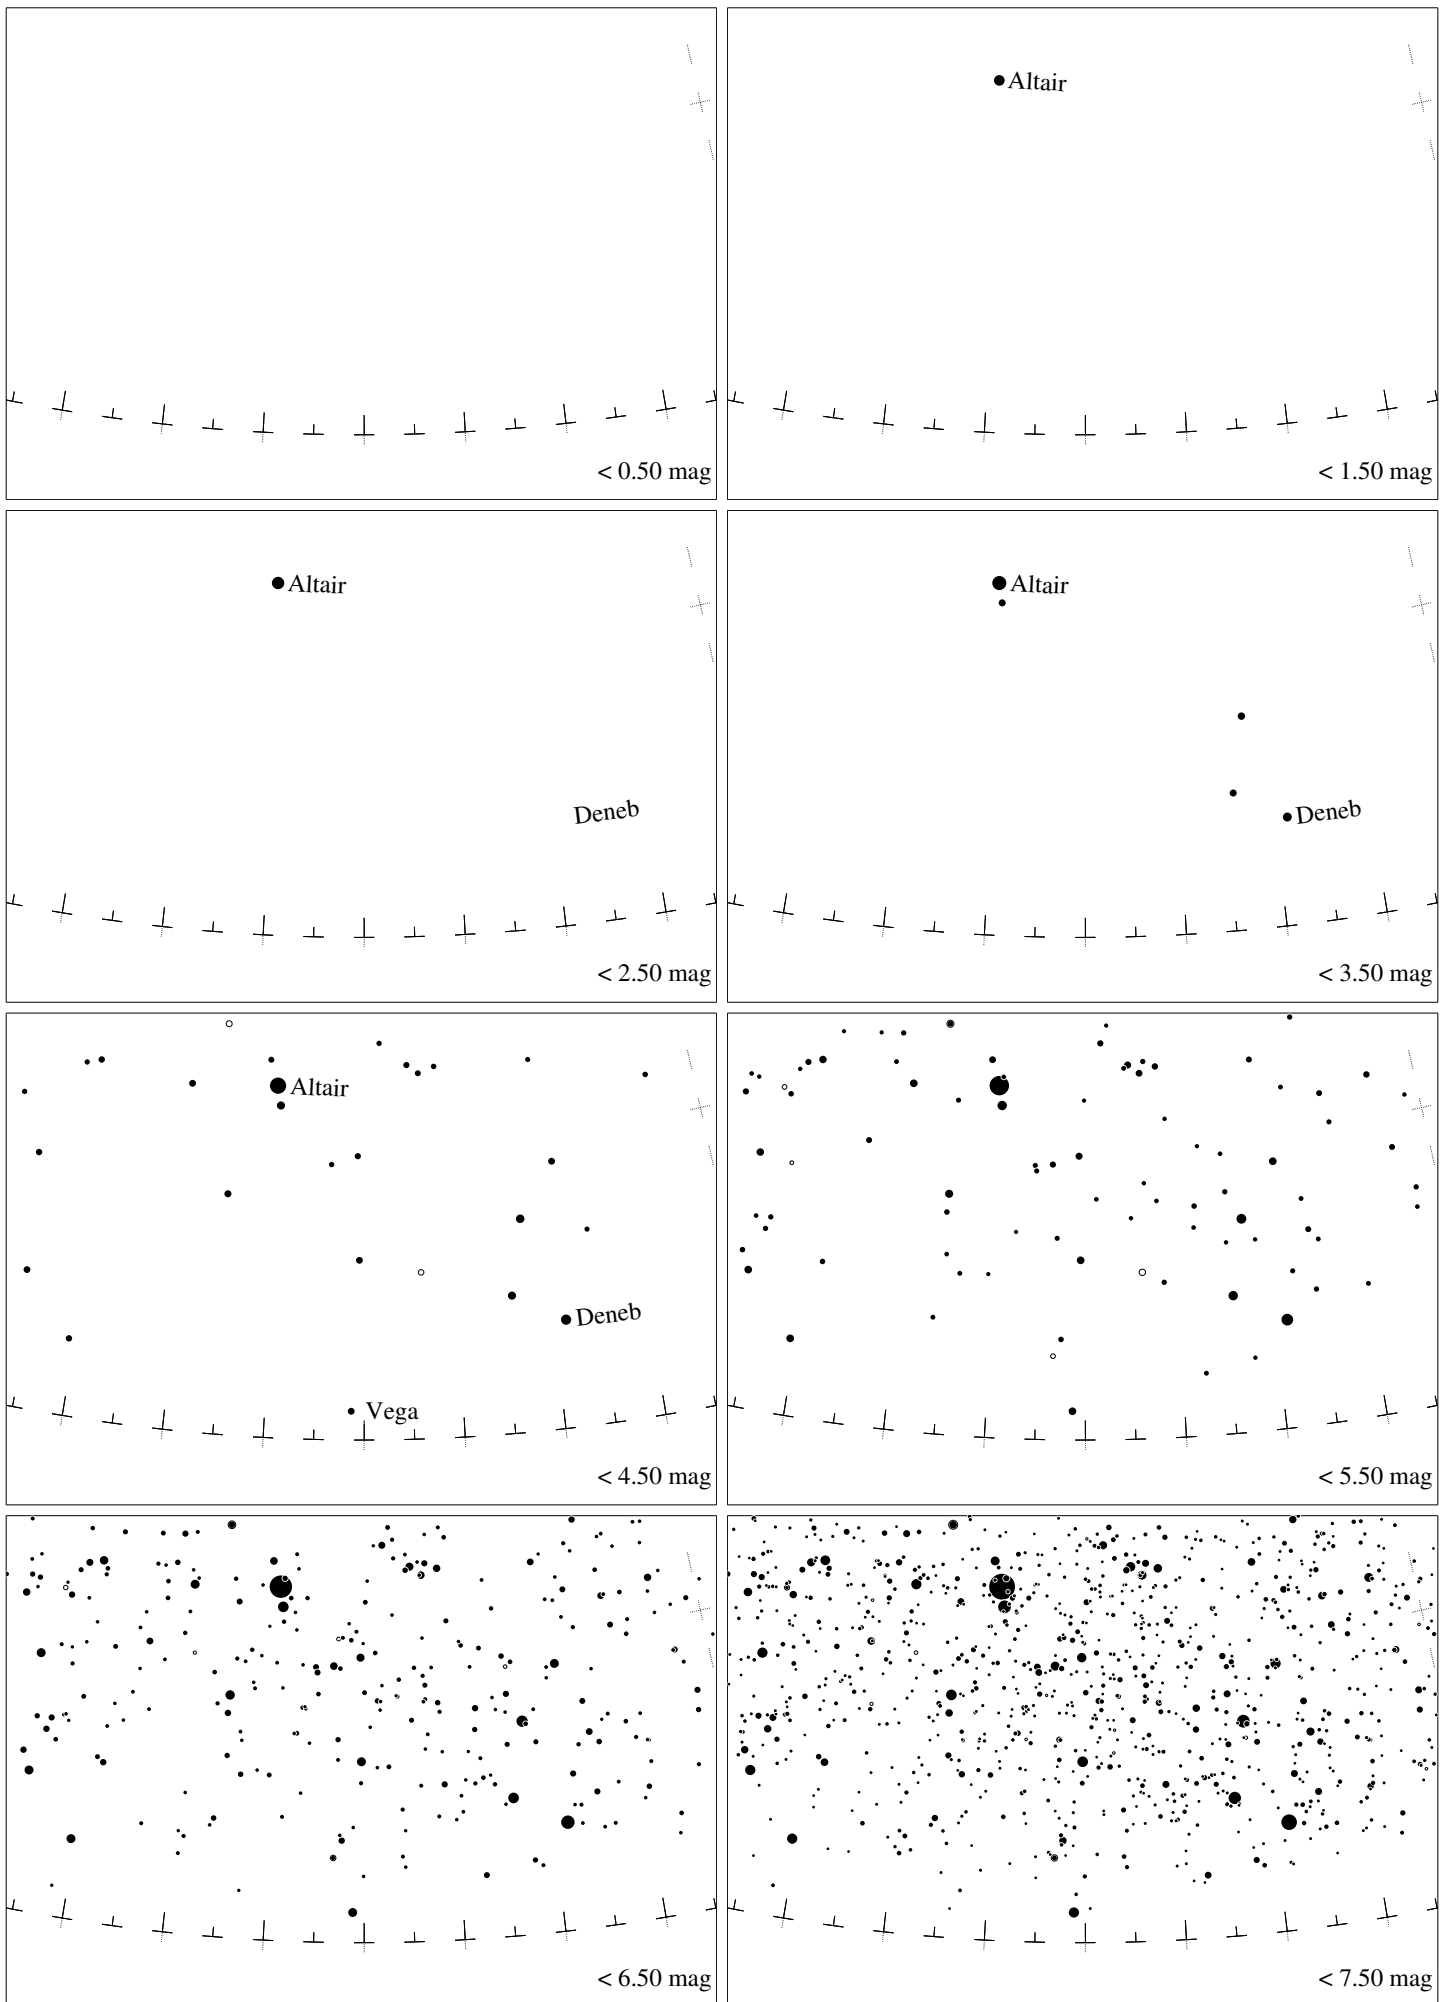 < 0.50 mag
Altair
< 1.50 mag
Altair
Deneb
< 2.50 mag
Altair
Deneb
< 3.50 mag
Altair
Deneb
Vega
< 4.50 mag
< 5.50 mag
< 6.50 mag
< 7.50 mag